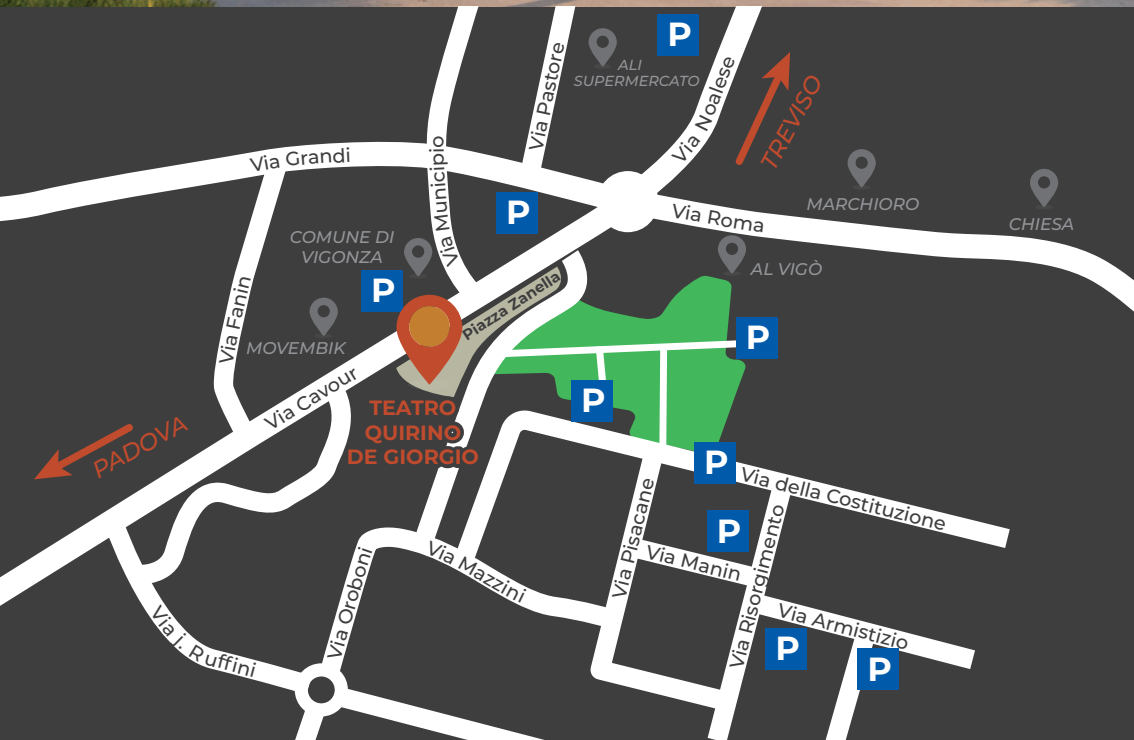 P
ALI
SUPERMERCATO
Via Pastore
Via Noalese
TREVISO
Via Grandi
Via Municipio
MARCHIORO
CHIESA
P
Via Roma
COMUNE DI
VIGONZA
AL VIGÒ
P
Piazza Zanella
Via Fanin
MOVEMBIK
P
Via Cavour
P
TEATRO
QUIRINO
DE GIORGIO
PADOVA
P
Via della Costituzione
Via Pisacane
P
Via Risorgimento
Via Manin
Via Mazzini
Via Oroboni
Via Armistizio
Via i. Ruffini
P
P